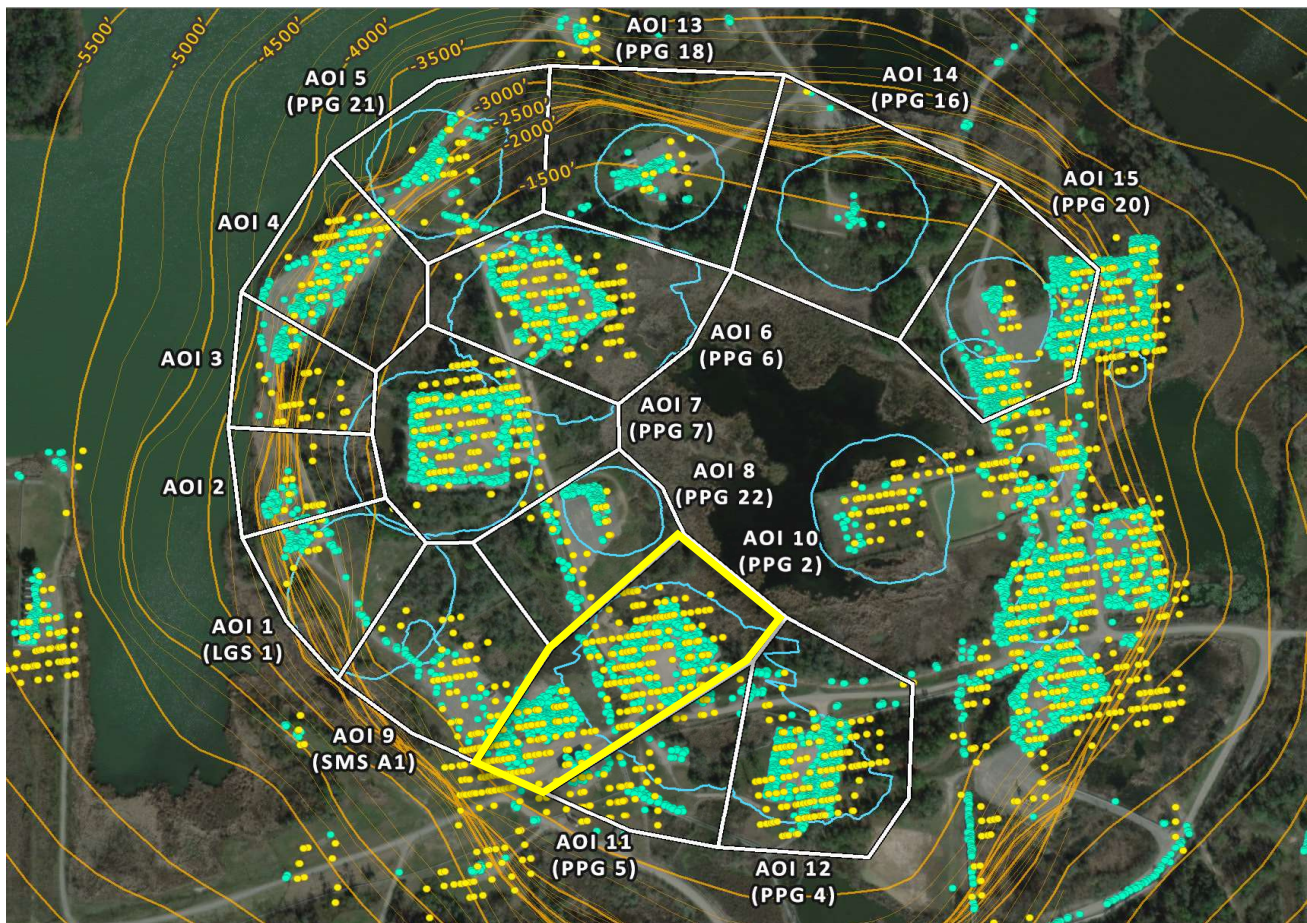 -5500'
-5000'
-4500'
-4000'
-3500'
-3000'
-2500'
-2000'
-1500'
AOI 13
(PPG 18)
AOI 5
(PPG 21)
AOI 14
(PPG 16)
AOI 15
(PPG 20)
AOI 4
AOI 3
AOI 6
(PPG 6)
AOI 7
(PPG 7)
AOI 2
AOI 8
(PPG 22)
AOI 10
(PPG 2)
AOI 1
(LGS 1)
AOI 9
(SMS A1)
AOI 11
(PPG 5)
AOI 12
(PPG 4)